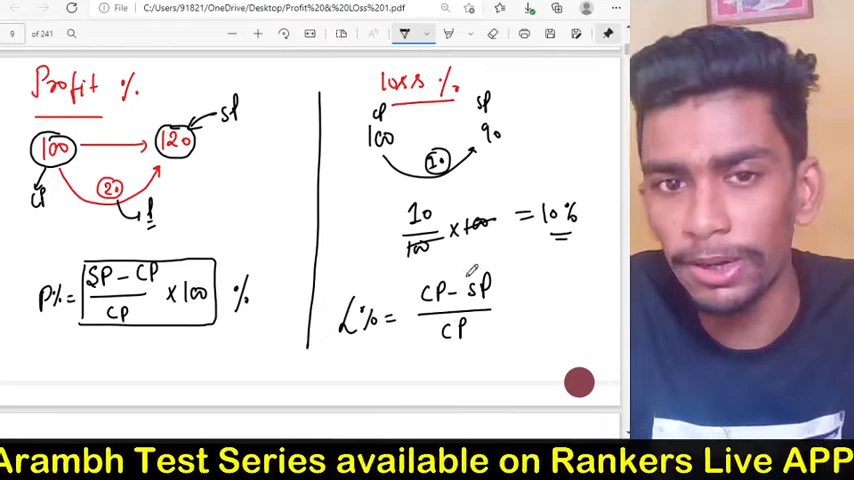 C:/Users/91821/OneDrive/Desktop/Profit%20&%20LOss%201.pdf
9 of 241
Profit %
100
120
SP
CP
20
P
P% = SP - CP / CP × 100 %
loss %
CP
SP
100
90
10
10 / 100 × 100 = 10%
L% = CP - SP / CP
Arambh Test Series available on Rankers Live APP